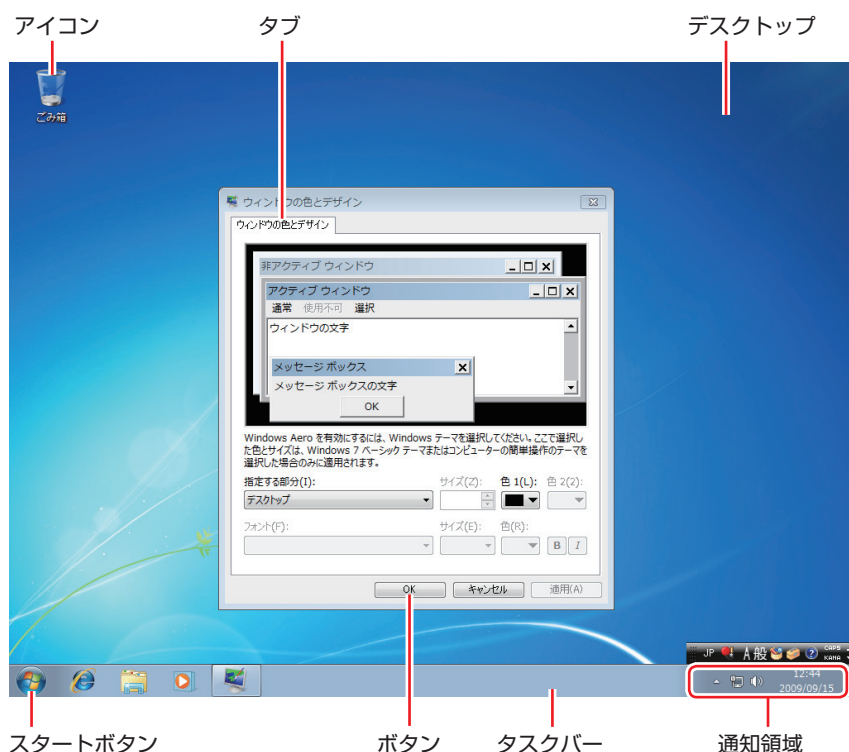 アイコン
タブ
デスクトップ
ごみ箱
ウィンドウの色とデザイン
ウィンドウの色とデザイン
非アクティブ ウィンドウ
アクティブ ウィンドウ
通常 使用不可 選択
ウィンドウの文字
メッセージ ボックス
メッセージ ボックスの文字
OK
Windows Aero を有効にするには、Windows テーマを選択してください。ここで選択し
た色とサイズは、Windows 7 ベーシック テーマまたはコンピューターの簡単操作のテーマを
選択した場合のみに適用されます。
指定する部分(I): サイズ(Z): 色 1(L): 色 2(2):
デスクトップ
フォント(F): サイズ(E): 色(R):
B I
OK キャンセル 適用(A)
JP A 般 CAPS
KANA
12:44
2009/09/15
スタートボタン
ボタン
タスクバー
通知領域